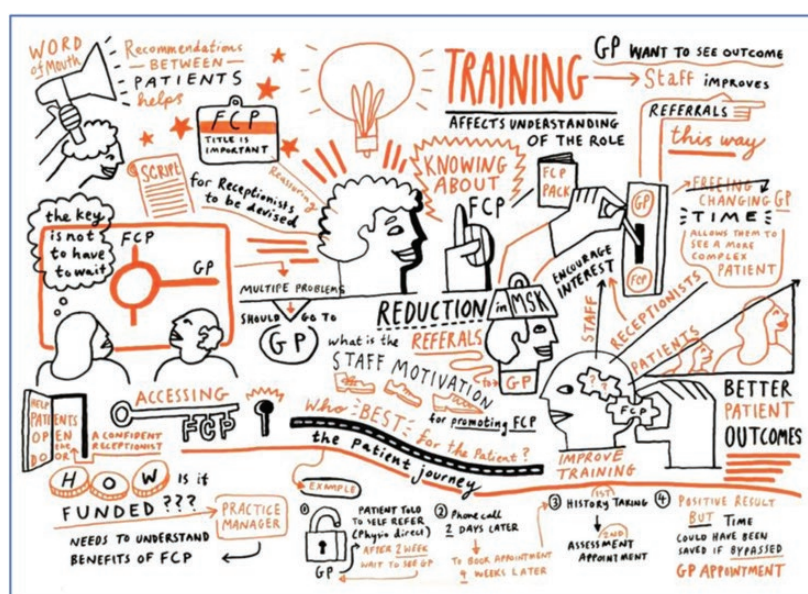 WORD
of MOUTH
Recommendations
BETWEEN
PATIENTS
helps
FCP
TITLE IS
IMPORTANT
TRAINING
AFFECTS UNDERSTANDING
OF THE ROLE
GP WANT TO SEE OUTCOME
Staff IMPROVES
REFERRALS
this way
SCRIPT
for Receptionists
to be devised
Reassuring
KNOWING
ABOUT
FCP
FCP
PACK
GP
FCP
FREEING
CHANGING GP
TIME
ALLOWS THEM TO
SEE A MORE
COMPLEX
PATIENT
the key
is not
to have
to wait
FCP
GP
MULTIPE PROBLEMS
SHOULD GO TO
GP
REDUCTION in MSK
REFERRALS
to
GP
ENCOURAGE
INTEREST
STAFF
RECEPTIONISTS
PATIENTS
what is the
STAFF MOTIVATION
for promoting FCP
? ?
FCP
BETTER
PATIENT
OUTCOMES
HELP
PATIENTS
OPEN
the
DOOR
A CONFIDENT
RECEPTIONIST
ACCESSING
FCP
Who BEST for the Patient?
the patient journey
IMPROVE
TRAINING
HOW Is it
FUNDED ???
PRACTICE
MANAGER
NEEDS TO UNDERSTAND
BENEFITS OF FCP
EXAMPLE
①
GP
PATIENT TOLD
TO SELF REFER
(Physio direct)
AFTER 2 WEEK
WAIT TO SEE GP
② Phone call
2 DAYS LATER
TO BOOK APPOINTMENT
9 WEEKS LATER
③ 1ST
HISTORY TAKING
2ND
ASSESSMENT
APPOINTMENT
④ POSITIVE RESULT
BUT TIME
COULD HAVE BEEN
SAVED IF BYPASSED
GP APPOINTMENT